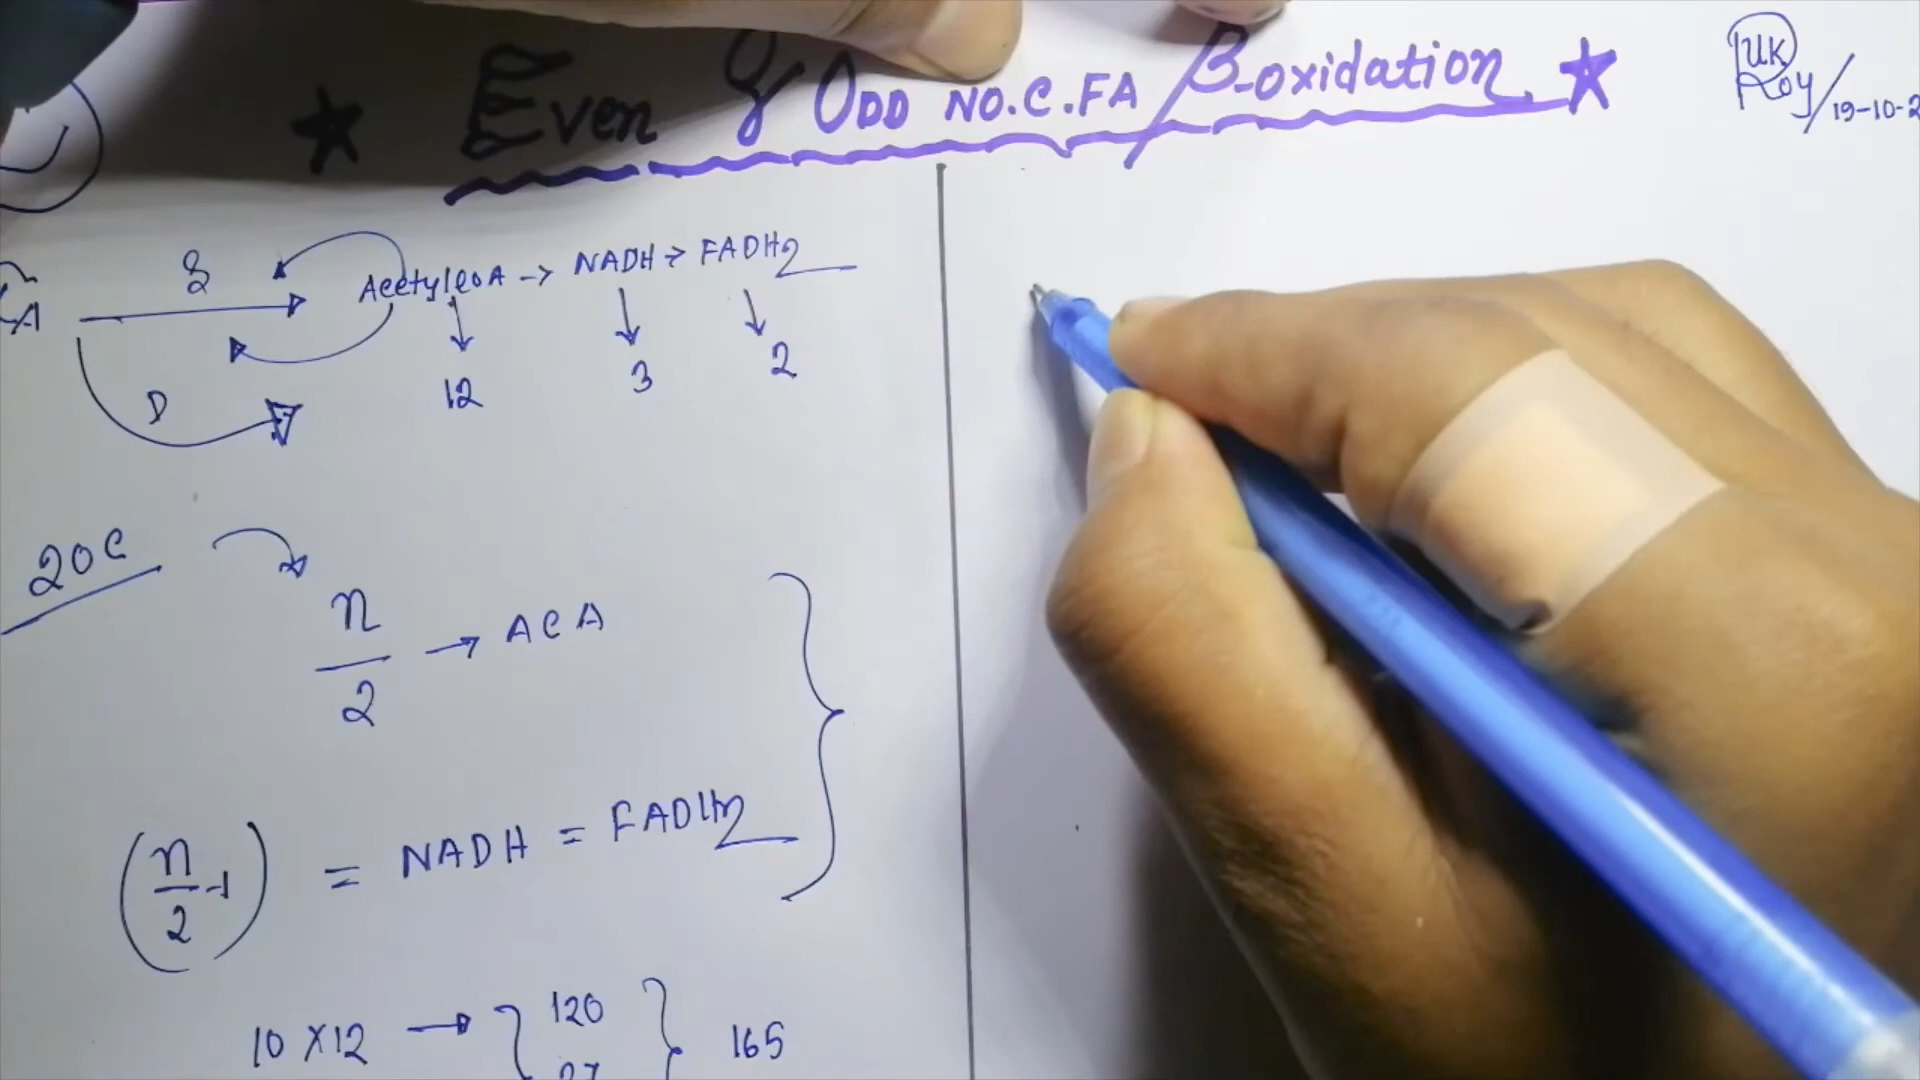 ★ Even & ODD NO.C.FA / β-oxidation ★
UK
Roy/19-10-2
AcetylCoA -> NADH > FADH2
12 3 2
D
20C
n/2 → ACA
(n/2-1) = NADH = FADH2
10 X12 → 120
165
27